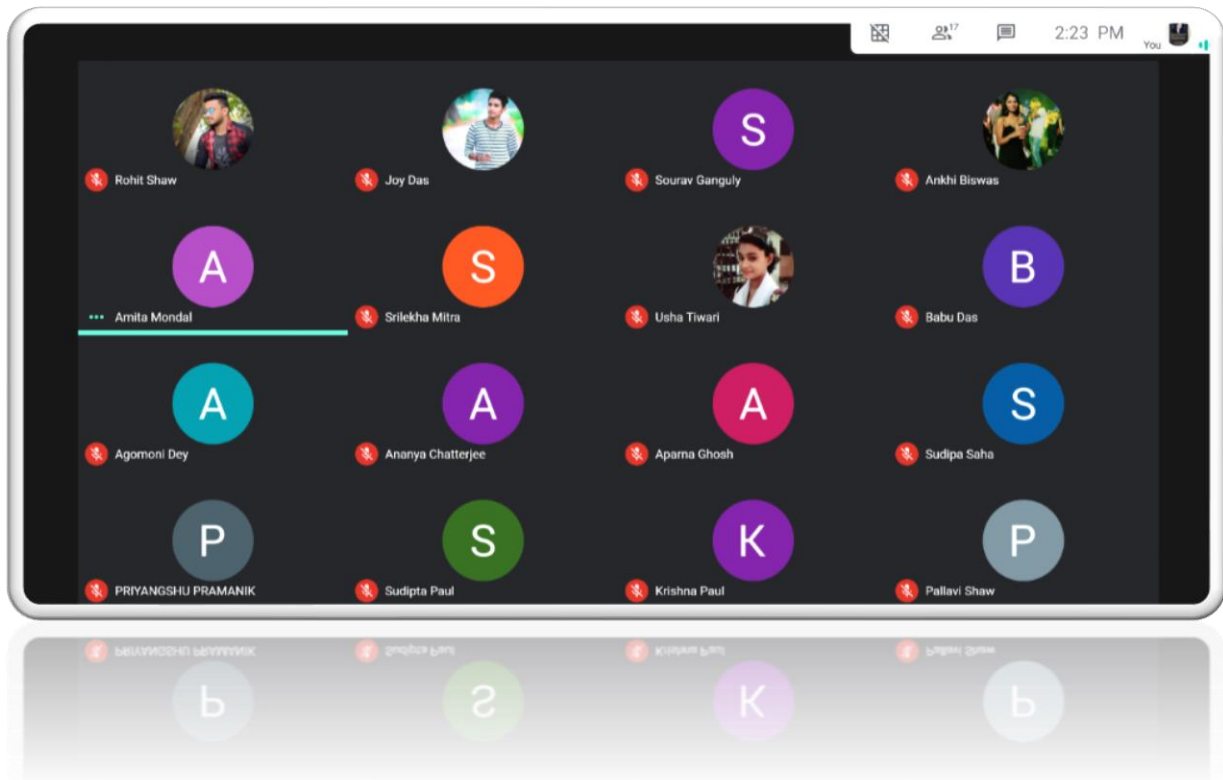 17
2:23 PM
You
Rohit Shaw
Joy Das
S
Sourav Ganguly
Ankhi Biswas
A
Amita Mondal
S
Srilekha Mitra
Usha Tiwari
B
Babu Das
A
Agomoni Dey
A
Ananya Chatterjee
A
Aparna Ghosh
S
Sudipa Saha
P
PRIYANGSHU PRAMANIK
S
Sudipta Paul
K
Krishna Paul
P
Pallavi Shaw